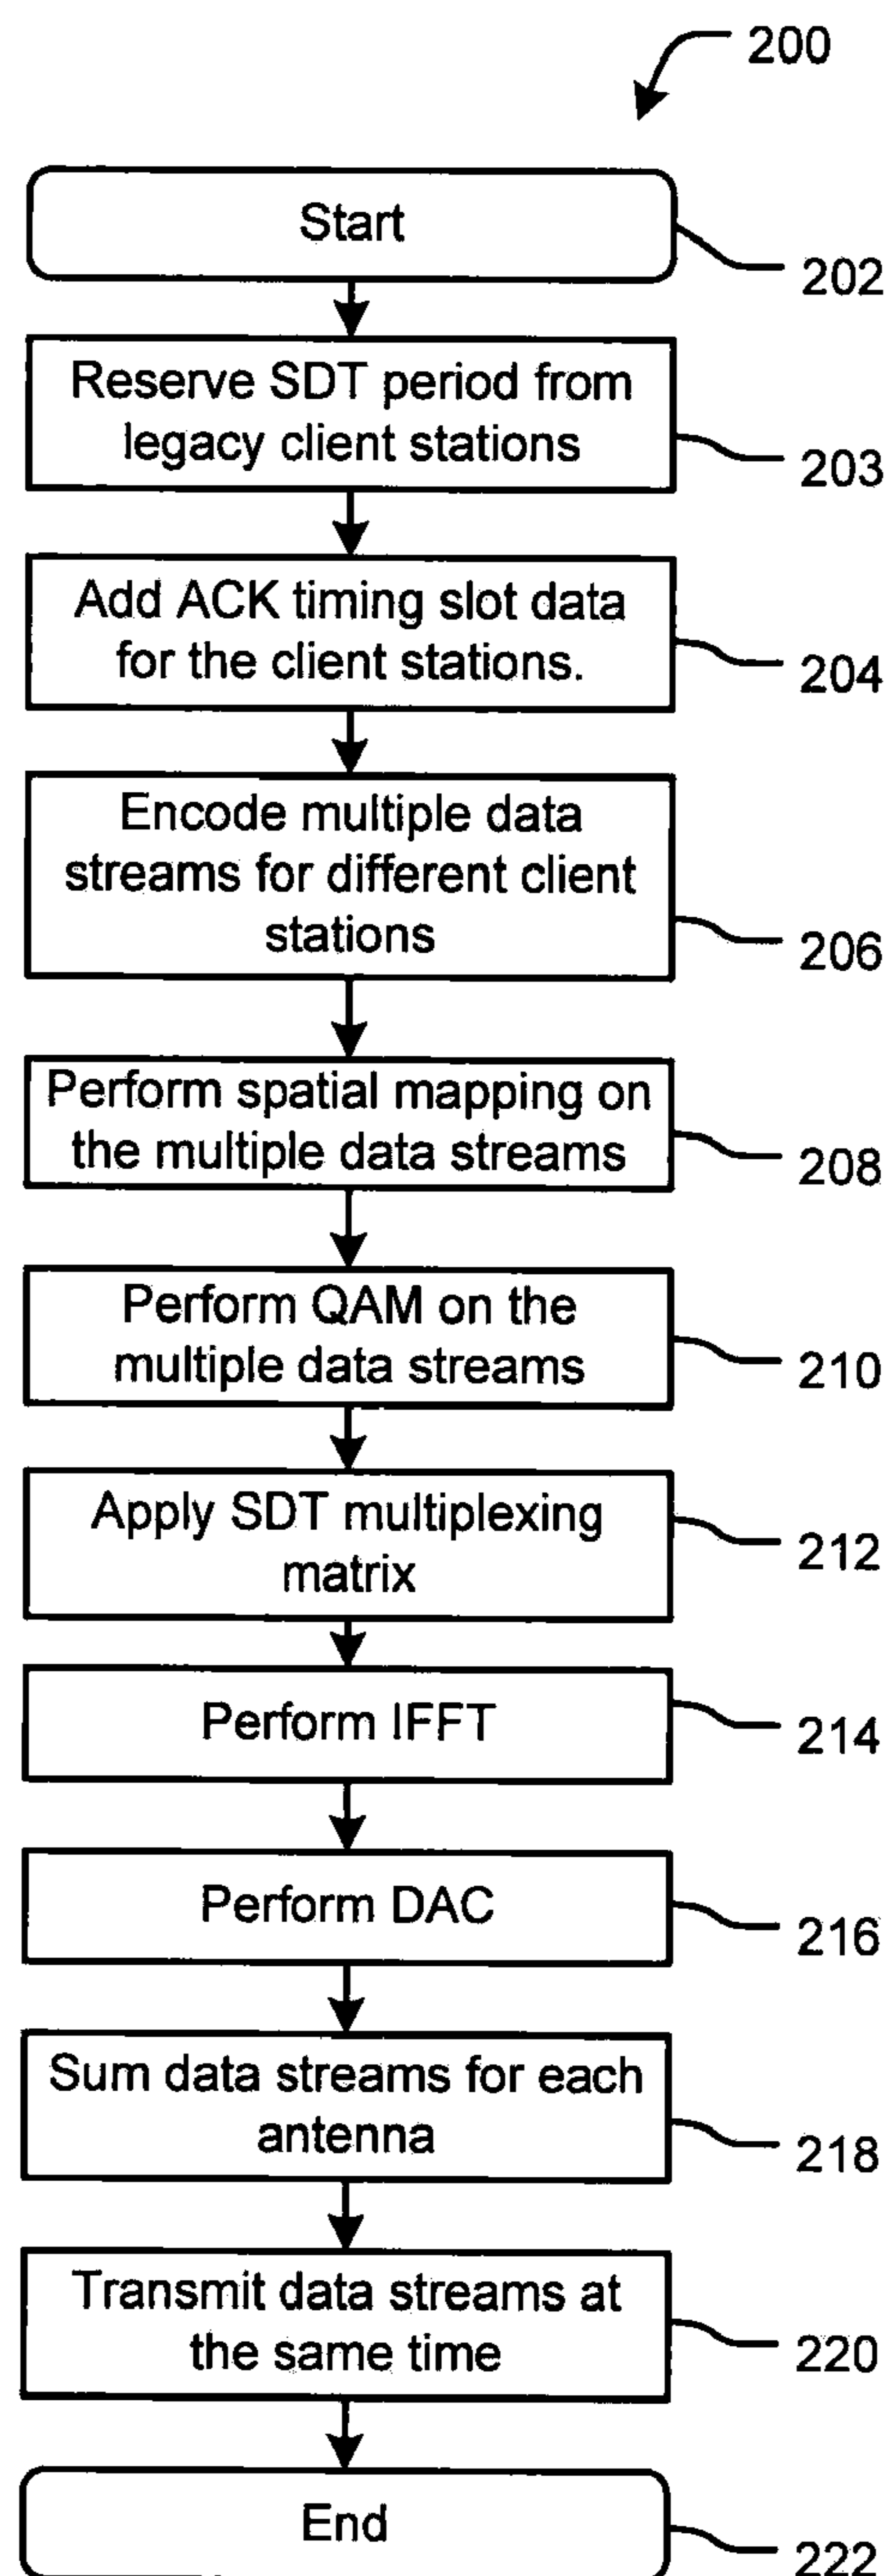 200
Start
202
Reserve SDT period from
legacy client stations
203
Add ACK timing slot data
for the client stations.
204
Encode multiple data
streams for different client
stations
206
Perform spatial mapping on
the multiple data streams
208
Perform QAM on the
multiple data streams
210
Apply SDT multiplexing
matrix
212
Perform IFFT
214
Perform DAC
216
Sum data streams for each
antenna
218
Transmit data streams at
the same time
220
End
222